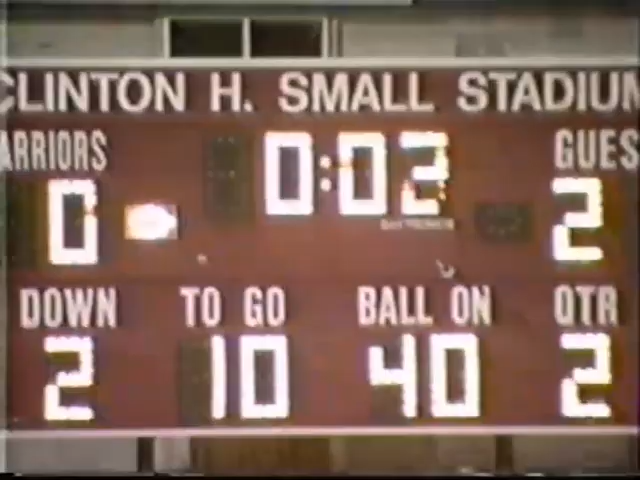 CLINTON H. SMALL STADIUM
ARRIORS 0:02 GUES
0 2
DOWN TO GO BALL ON QTR
2 10 40 2